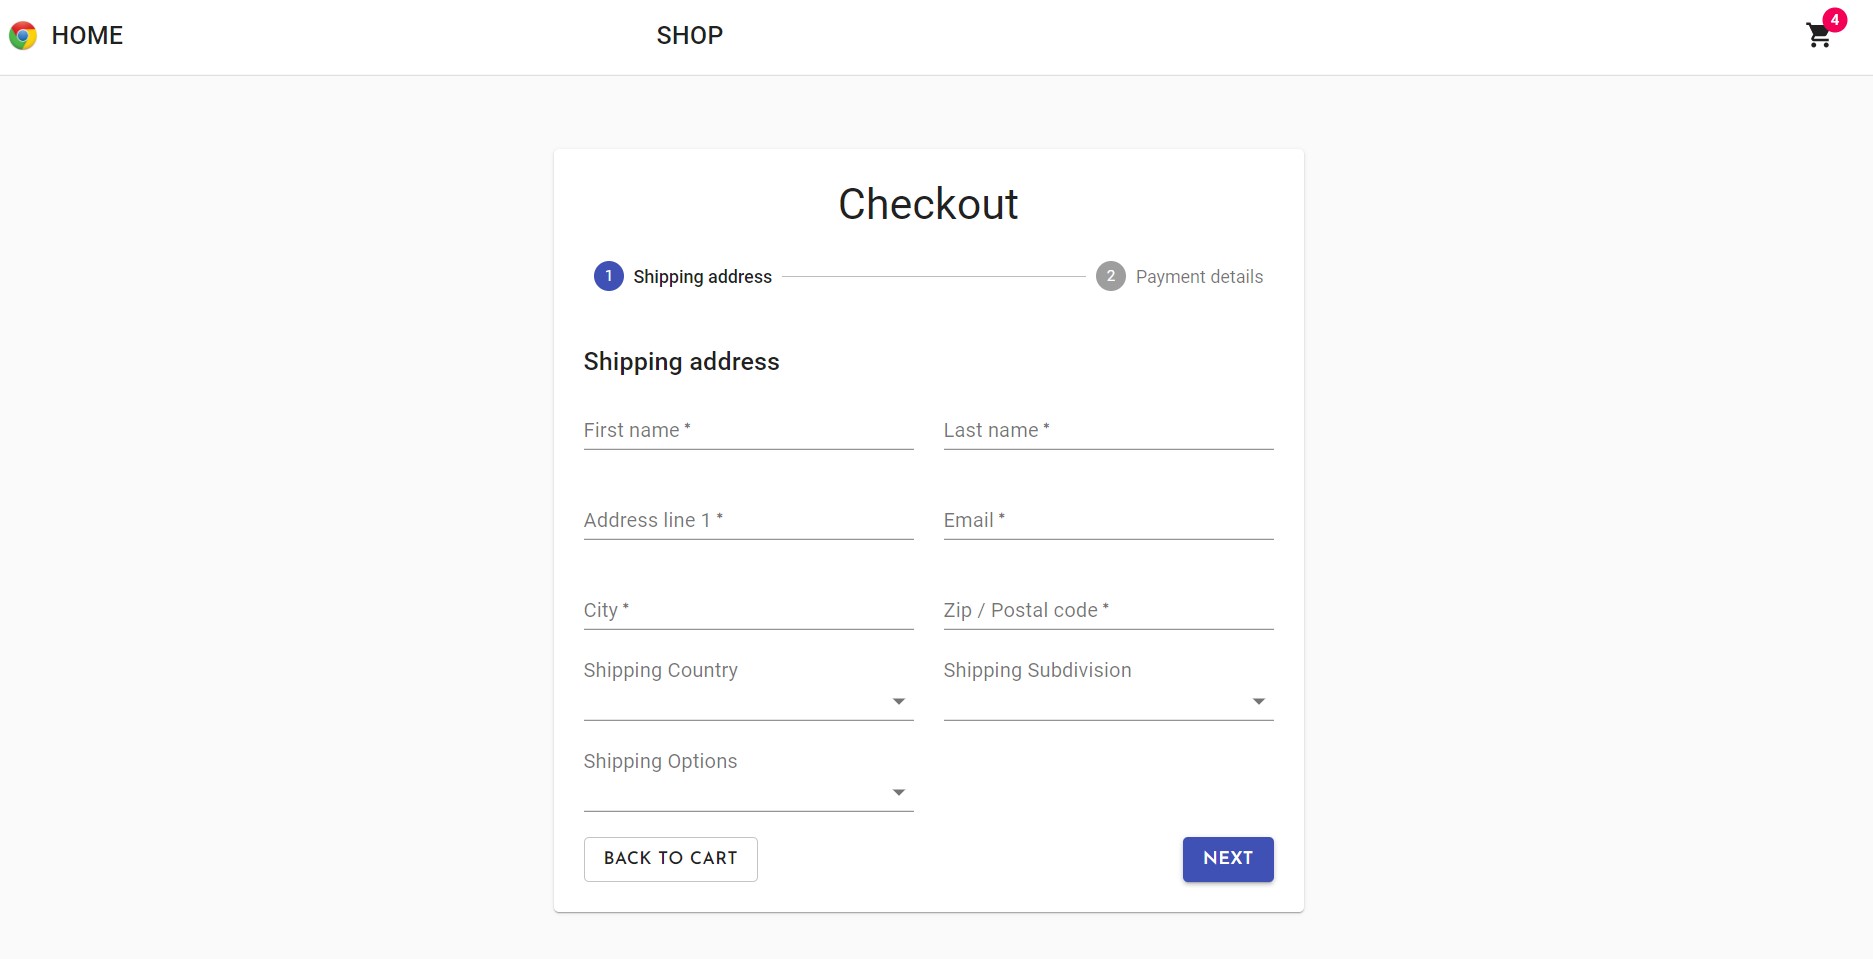 HOME
SHOP
4
Checkout
1 Shipping address
2 Payment details
Shipping address
First name *
Last name *
Address line 1 *
Email *
City *
Zip / Postal code *
Shipping Country
Shipping Subdivision
Shipping Options
BACK TO CART
NEXT